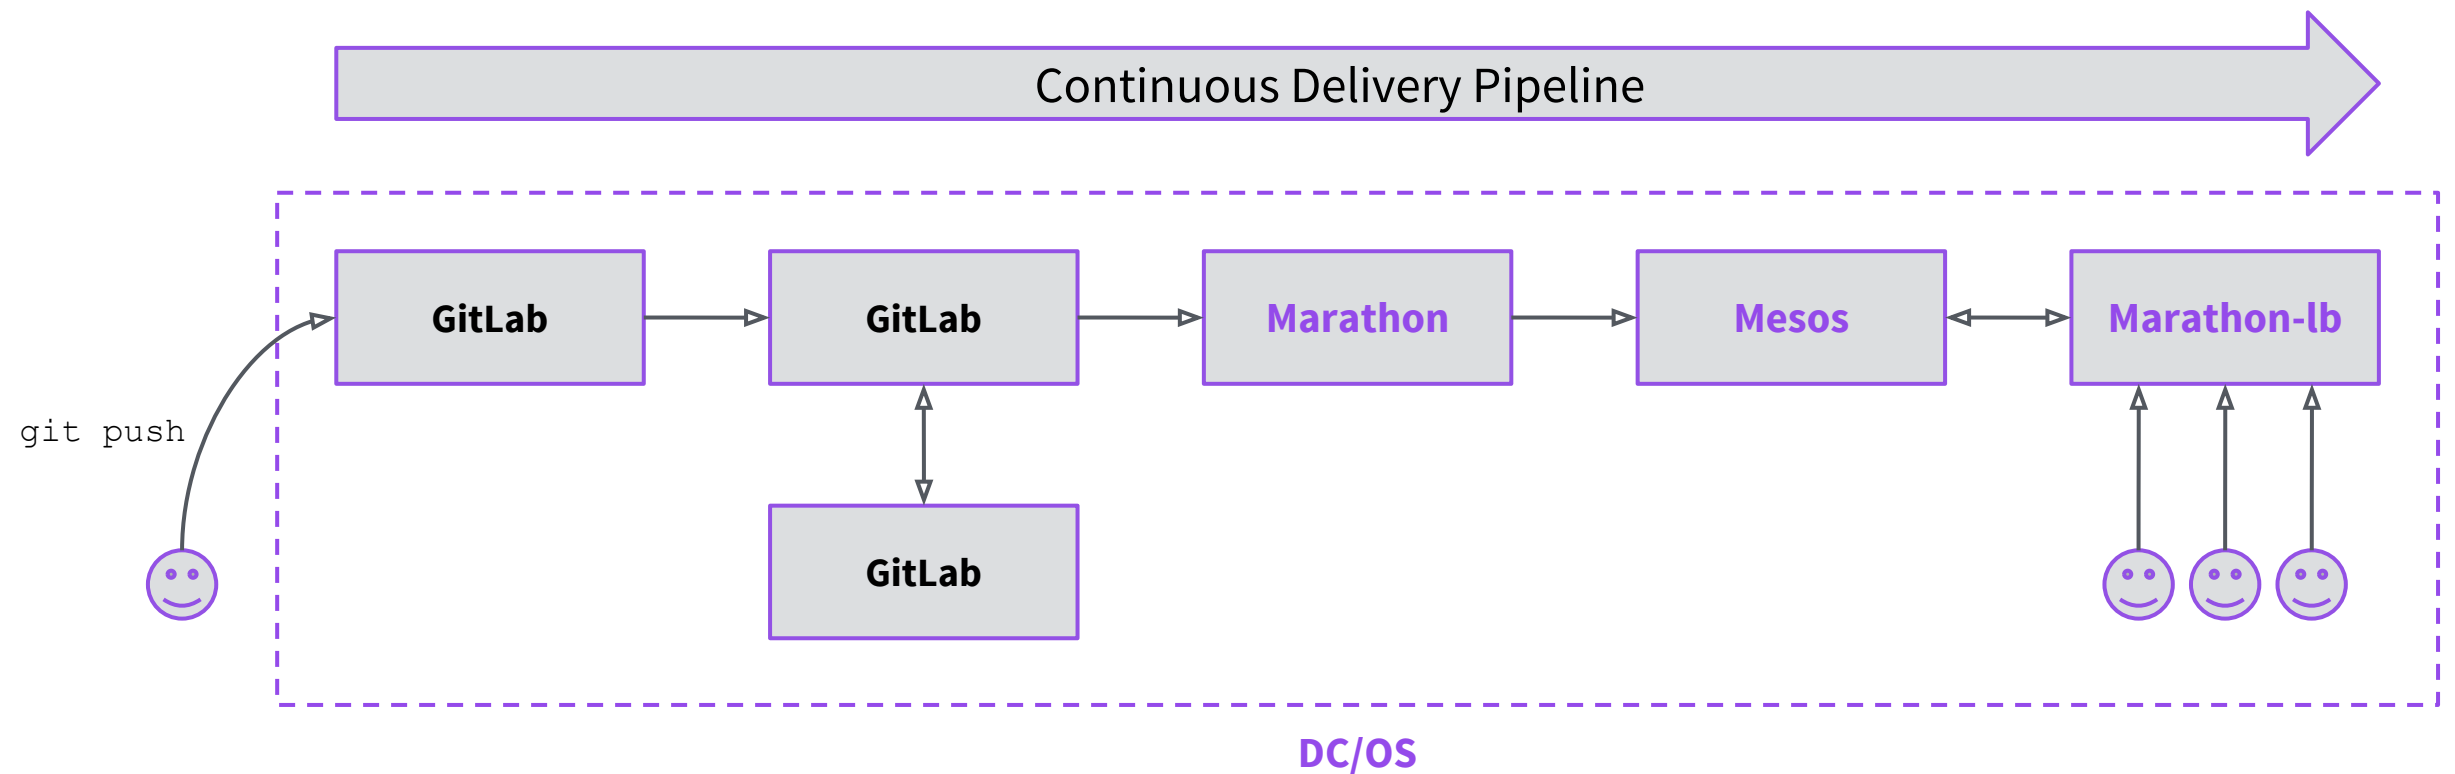 Continuous Delivery Pipeline
GitLab
GitLab
Marathon
Mesos
Marathon-lb
git push
GitLab
DC/OS